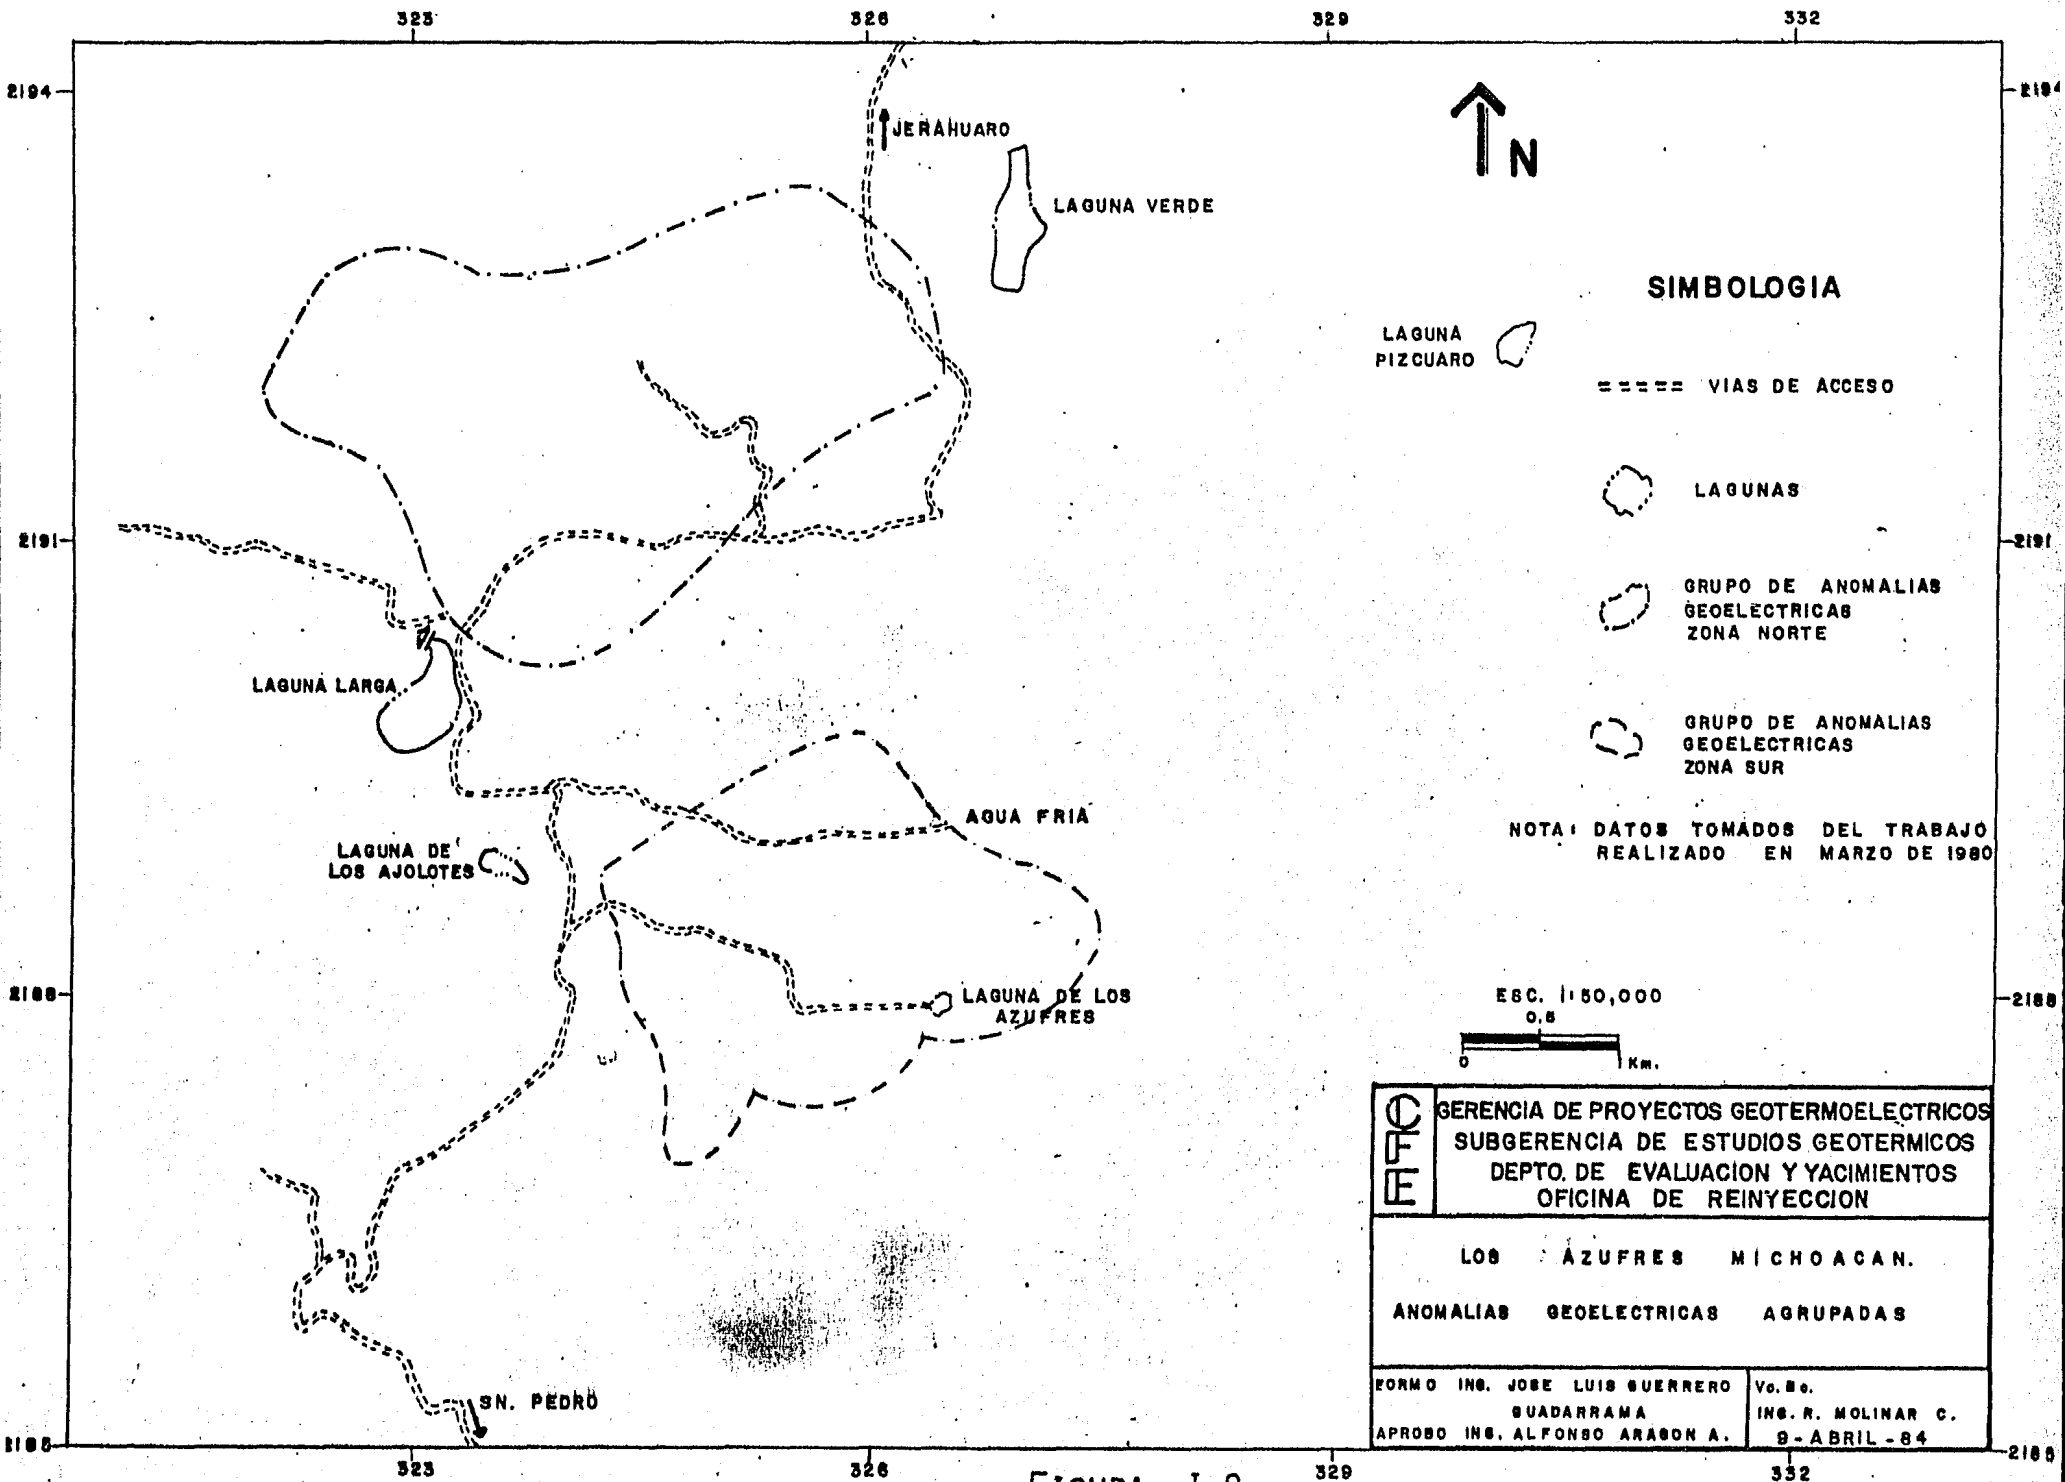 323 326 329 332
2194 2194
JERAHUARO
N
LAGUNA VERDE
SIMBOLOGIA
LAGUNA
PIZCUARO
VIAS DE ACCESO
LAGUNAS
2191 2191
GRUPO DE ANOMALIAS
GEOELECTRICAS
ZONA NORTE
LAGUNA LARGA
GRUPO DE ANOMALIAS
GEOELECTRICAS
ZONA SUR
AGUA FRIA
NOTA: DATOS TOMADOS DEL TRABAJO
REALIZADO EN MARZO DE 1980
LAGUNA DE
LOS AJOLOTES
2188 2188
LAGUNA DE LOS
AZUFRES
ESC. 1:50,000
0.5
0 Km.
CFE
GERENCIA DE PROYECTOS GEOTERMOELECTRICOS
SUBGERENCIA DE ESTUDIOS GEOTERMICOS
DEPTO. DE EVALUACION Y YACIMIENTOS
OFICINA DE REINYECCION
LOS AZUFRES MICHOACAN.
ANOMALIAS GEOELECTRICAS AGRUPADAS
FORMO ING. JOSE LUIS GUERRERO
GUADARRAMA
APROBO ING. ALFONSO ARAGON A.
Vo. Bo.
ING. R. MOLINAR C.
9-ABRIL-84
SN. PEDRO
2185 2185
323 326 329 332